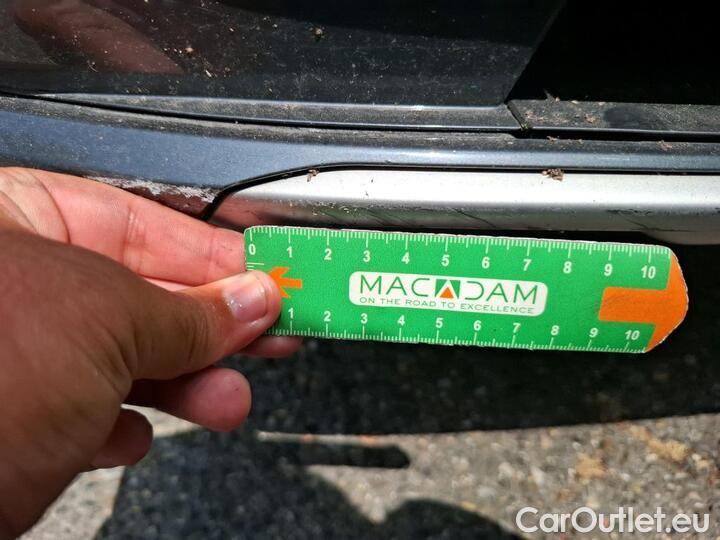 0 1 2 3 4 5 6 7 8 9 10
MACADAM
ON THE ROAD TO EXCELLENCE
1 2 3 4 5 6 7 8 9 10
CarOutlet.eu